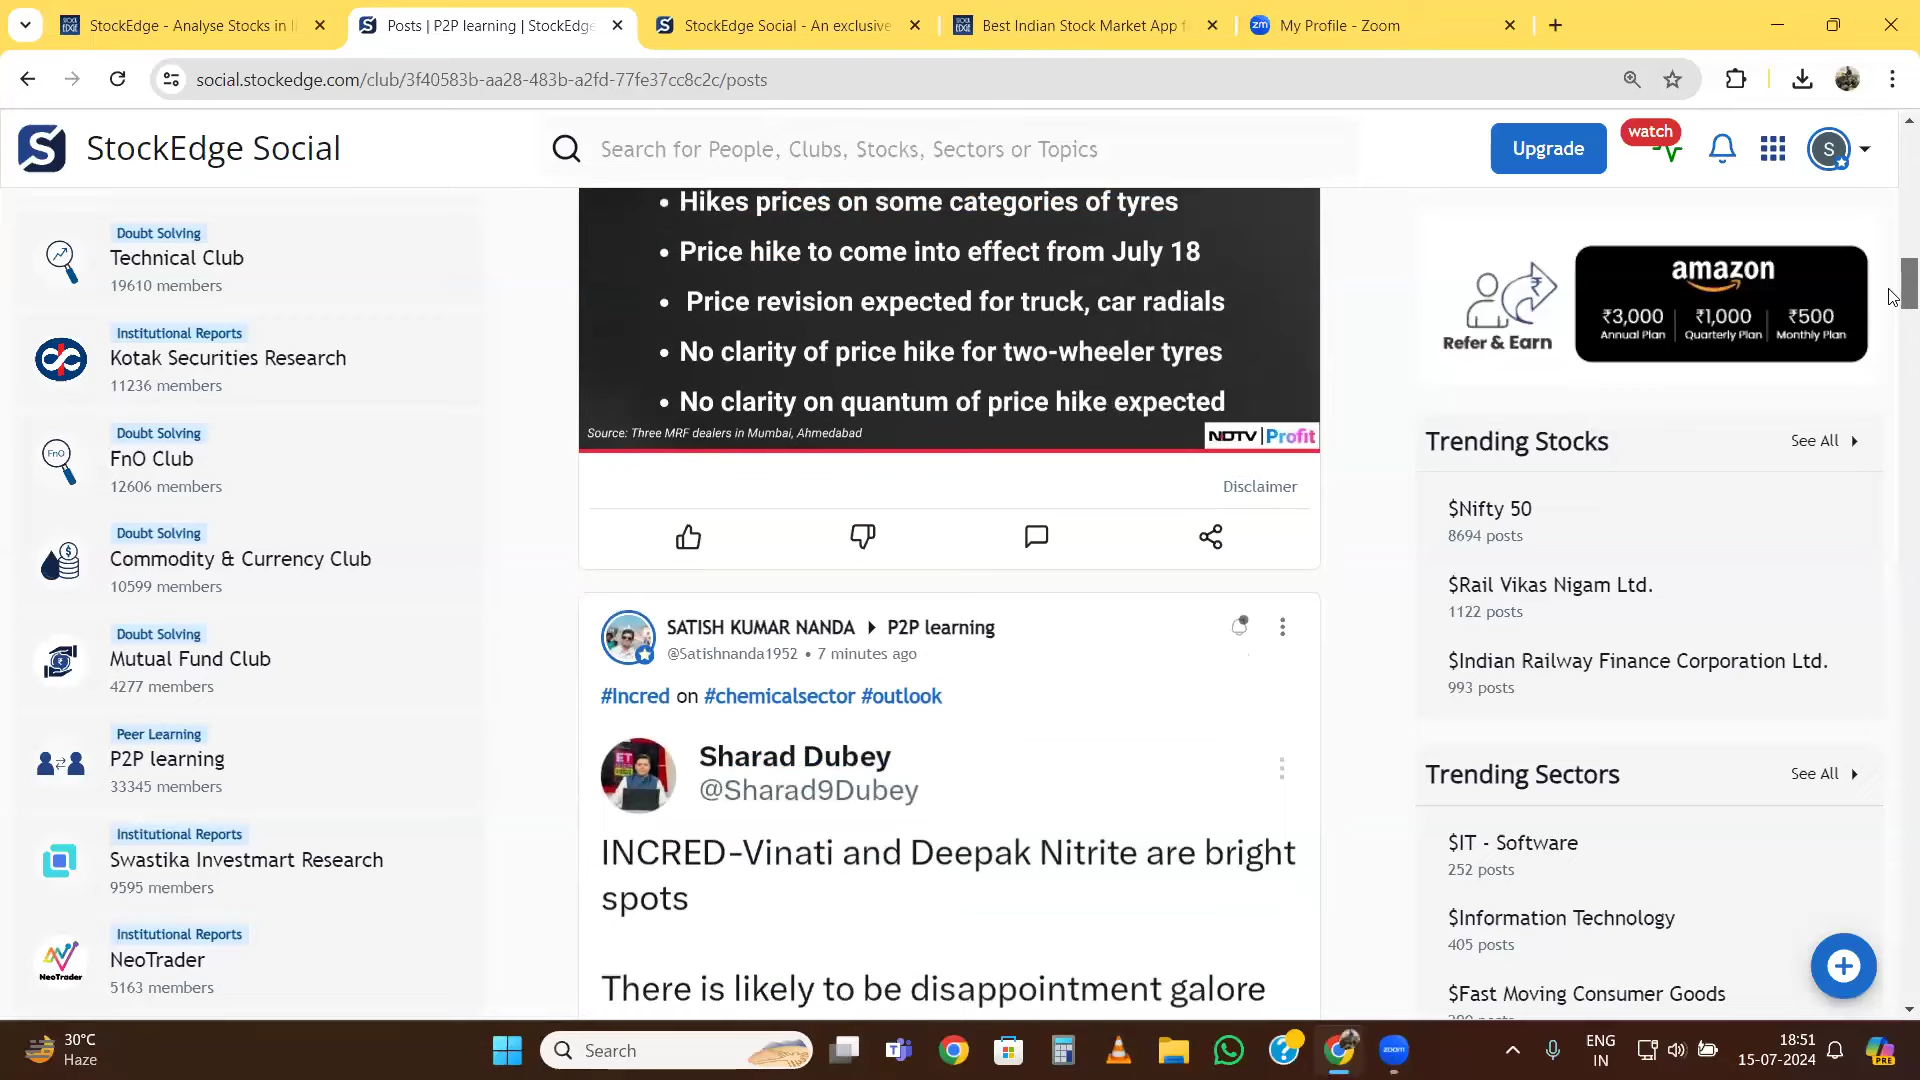 StockEdge - Analyse Stocks in I
Posts | P2P learning | StockEdge
StockEdge Social - An exclusive
Best Indian Stock Market App f
zm
My Profile - Zoom
social.stockedge.com/club/3f40583b-aa28-483b-a2fd-77fe37cc8c2c/posts
StockEdge Social
Search for People, Clubs, Stocks, Sectors or Topics
Upgrade
watch
S
Doubt Solving
Technical Club
19610 members
Institutional Reports
Kotak Securities Research
11236 members
Doubt Solving
FnO
FnO Club
12606 members
Doubt Solving
Commodity & Currency Club
10599 members
Doubt Solving
Mutual Fund Club
4277 members
Peer Learning
P2P learning
33345 members
Institutional Reports
Swastika Investmart Research
9595 members
Institutional Reports
NeoTrader
NeoTrader
5163 members
• Hikes prices on some categories of tyres
• Price hike to come into effect from July 18
• Price revision expected for truck, car radials
• No clarity of price hike for two-wheeler tyres
• No clarity on quantum of price hike expected
Source: Three MRF dealers in Mumbai, Ahmedabad
NDTV | Profit
Disclaimer
SATISH KUMAR NANDA ▸ P2P learning
@Satishnanda1952 • 7 minutes ago
#Incred on #chemicalsector #outlook
Sharad Dubey
@Sharad9Dubey
INCRED-Vinati and Deepak Nitrite are bright
spots
There is likely to be disappointment galore
Refer & Earn
amazon
₹3,000 ₹1,000 ₹500
Annual Plan Quarterly Plan Monthly Plan
Trending Stocks
See All
$Nifty 50
8694 posts
$Rail Vikas Nigam Ltd.
1122 posts
$Indian Railway Finance Corporation Ltd.
993 posts
Trending Sectors
See All
$IT - Software
252 posts
$Information Technology
405 posts
$Fast Moving Consumer Goods
30°C
Haze
Search
zoom
ENG
IN
18:51
15-07-2024
PRE